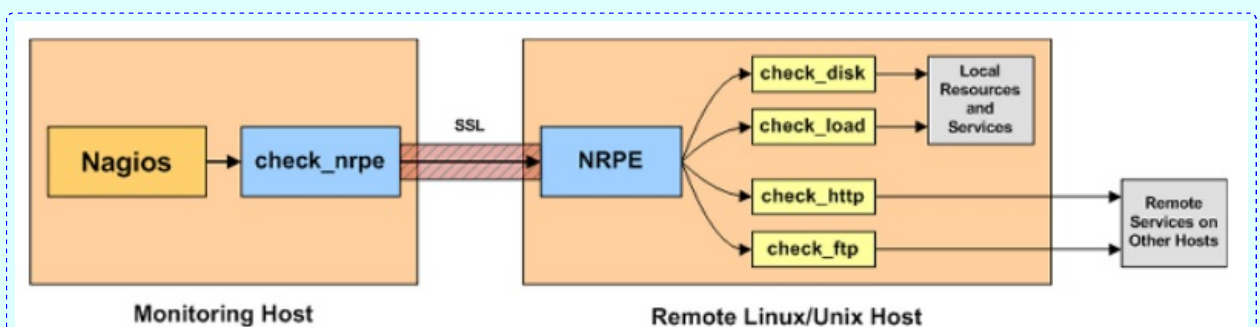 Nagios
check_nrpe
SSL
NRPE
check_disk
check_load
check_http
check_ftp
Local
Resources
and
Services
Remote
Services on
Other Hosts
Monitoring Host
Remote Linux/Unix Host